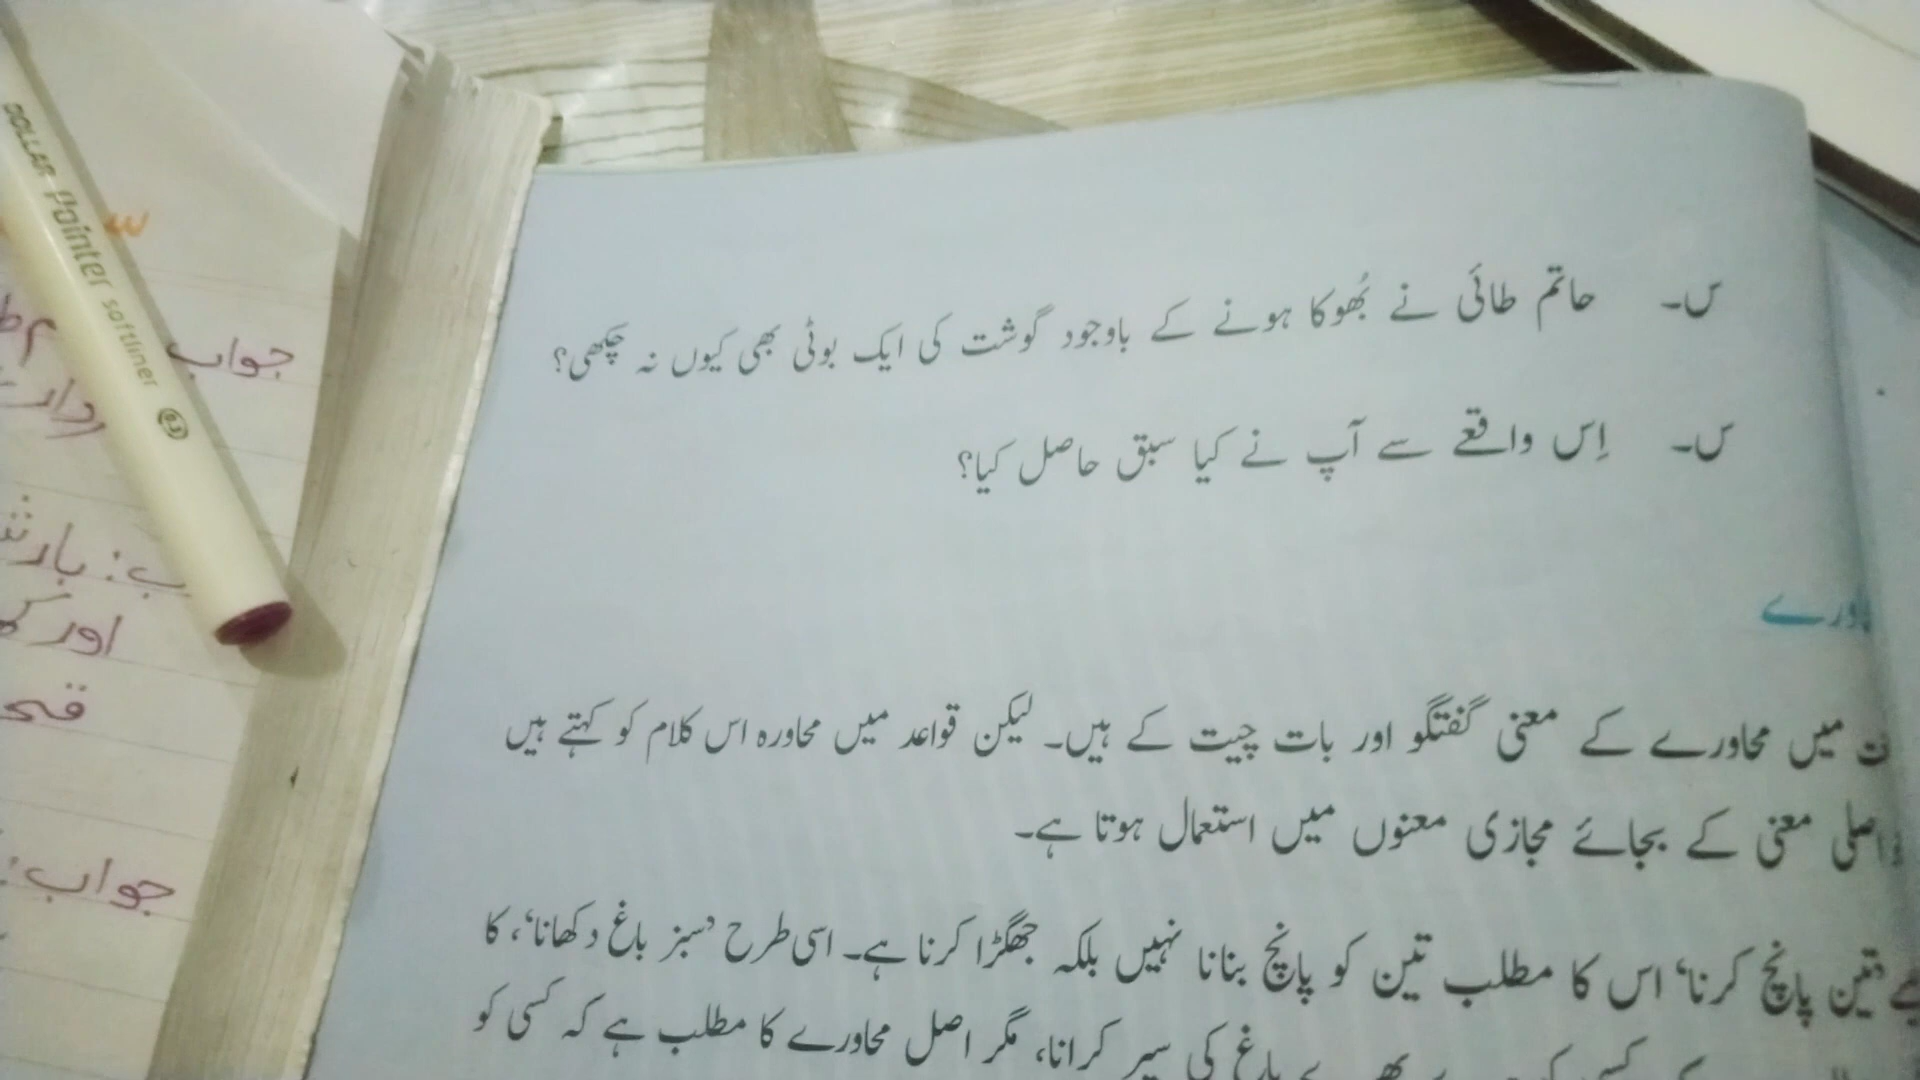 س۔ حاتم طائی نے بُھوکا ہونے کے باوجود گوشت کی ایک بوٹی بھی کیوں نہ چکھی؟
س۔ اِس واقعے سے آپ نے کیا سبق حاصل کیا؟
میں محاورے کے معنی گفتگو اور بات چیت کے ہیں۔ لیکن قواعد میں محاورہ اس کلام کو کہتے ہیں
اصلی معنی کے بجائے مجازی معنوں میں استعمال ہوتا ہے۔
’تین پانچ کرنا‘ اس کا مطلب تین کو پانچ بنانا نہیں بلکہ جھگڑا کرنا ہے۔ اسی طرح ’سبز باغ دکھانا‘، کا
باغ کی سیر کرانا، مگر اصل محاورے کا مطلب ہے کہ کسی کو
DOLLAR Pointer softliner
جواب
اور
جواب: